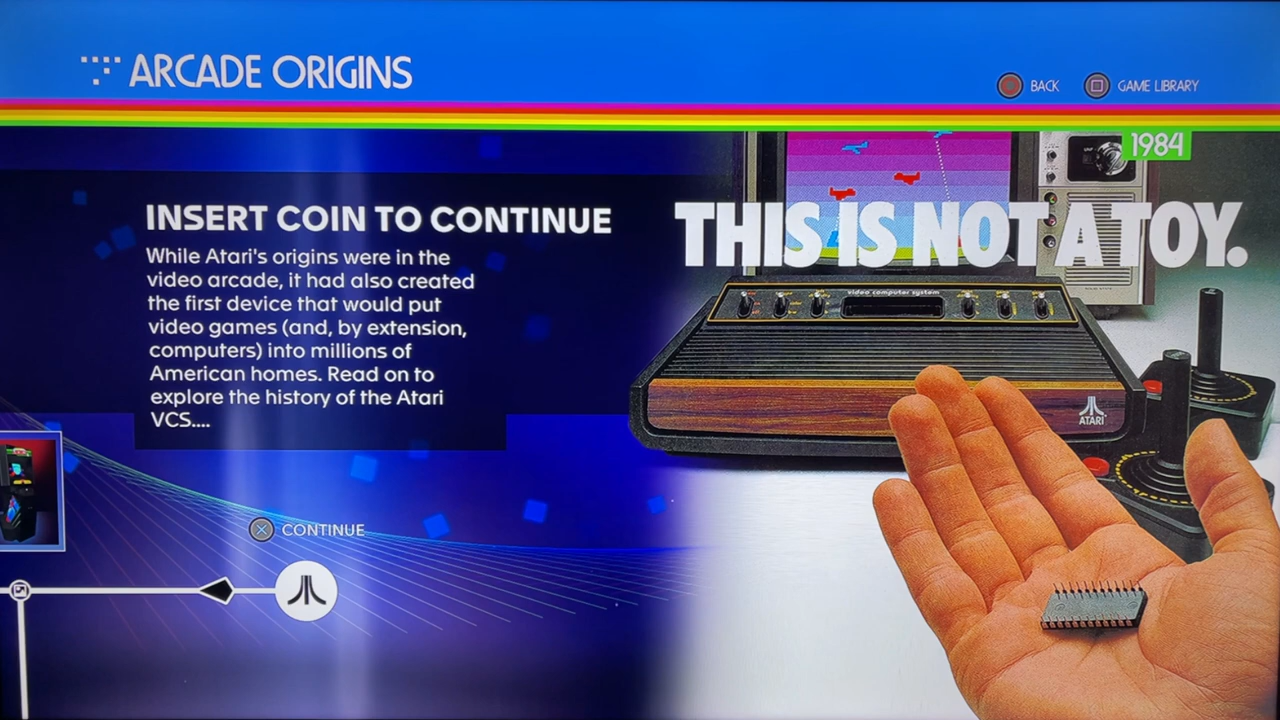 ARCADE ORIGINS
BACK
GAME LIBRARY
1984
INSERT COIN TO CONTINUE
While Atari's origins were in the
video arcade, it had also created
the first device that would put
video games (and, by extension,
computers) into millions of
American homes. Read on to
explore the history of the Atari
VCS....
CONTINUE
THIS IS NOT A TOY.
video computer system
ATARI